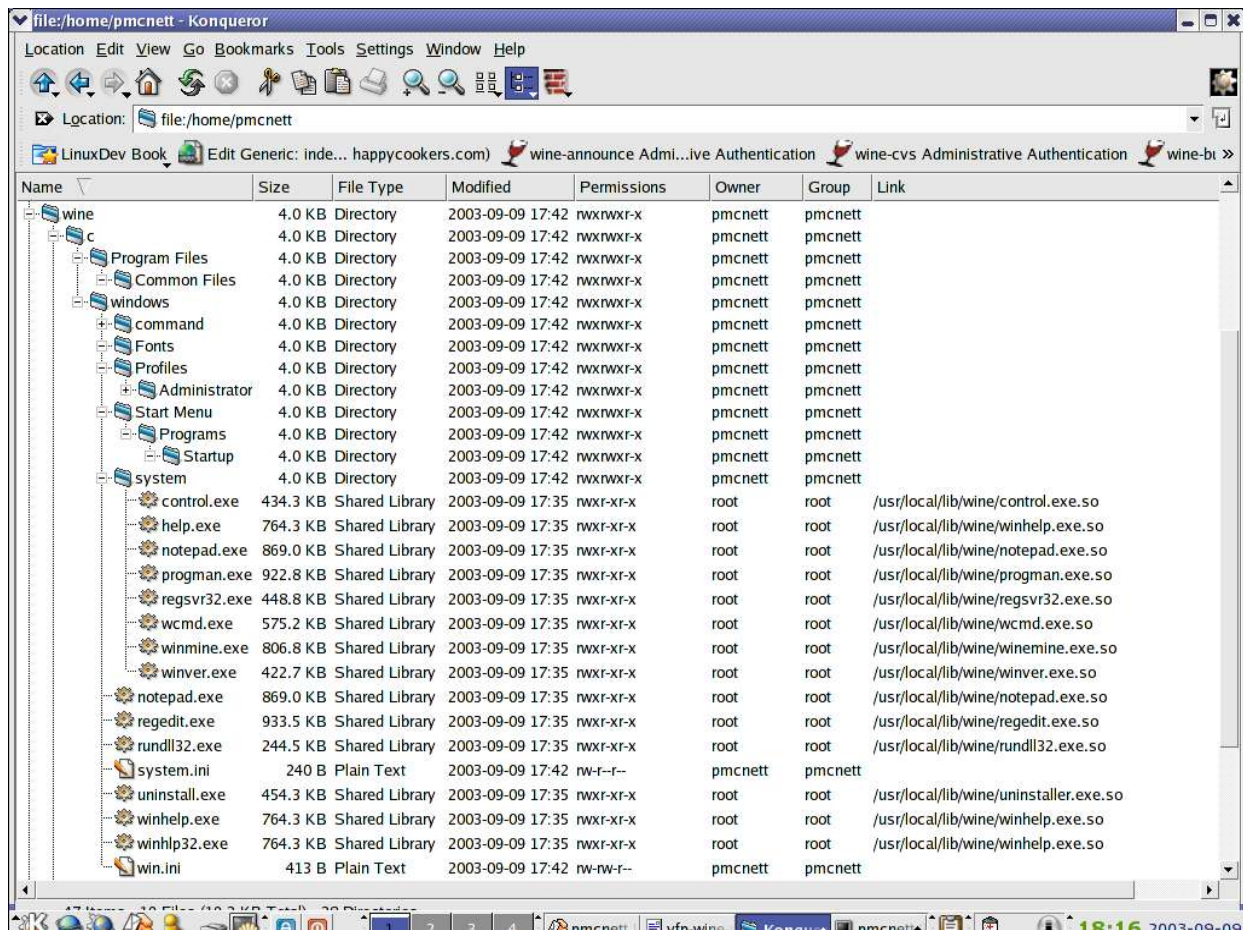 file:/home/pmcnett - Konqueror
Location Edit View Go Bookmarks Tools Settings Window Help
Location: file:/home/pmcnett
LinuxDev Book Edit Generic: inde... happycookers.com) wine-announce Admi...ive Authentication wine-cvs Administrative Authentication wine-bu »
Name Size File Type Modified Permissions Owner Group Link
wine 4.0 KB Directory 2003-09-09 17:42 rwxrwxr-x pmcnett pmcnett
c 4.0 KB Directory 2003-09-09 17:42 rwxrwxr-x pmcnett pmcnett
Program Files 4.0 KB Directory 2003-09-09 17:42 rwxrwxr-x pmcnett pmcnett
Common Files 4.0 KB Directory 2003-09-09 17:42 rwxrwxr-x pmcnett pmcnett
windows 4.0 KB Directory 2003-09-09 17:42 rwxrwxr-x pmcnett pmcnett
command 4.0 KB Directory 2003-09-09 17:42 rwxrwxr-x pmcnett pmcnett
Fonts 4.0 KB Directory 2003-09-09 17:42 rwxrwxr-x pmcnett pmcnett
Profiles 4.0 KB Directory 2003-09-09 17:42 rwxrwxr-x pmcnett pmcnett
Administrator 4.0 KB Directory 2003-09-09 17:42 rwxrwxr-x pmcnett pmcnett
Start Menu 4.0 KB Directory 2003-09-09 17:42 rwxrwxr-x pmcnett pmcnett
Programs 4.0 KB Directory 2003-09-09 17:42 rwxrwxr-x pmcnett pmcnett
Startup 4.0 KB Directory 2003-09-09 17:42 rwxrwxr-x pmcnett pmcnett
system 4.0 KB Directory 2003-09-09 17:42 rwxrwxr-x pmcnett pmcnett
control.exe 434.3 KB Shared Library 2003-09-09 17:35 rwxr-xr-x root root /usr/local/lib/wine/control.exe.so
help.exe 764.3 KB Shared Library 2003-09-09 17:35 rwxr-xr-x root root /usr/local/lib/wine/winhelp.exe.so
notepad.exe 869.0 KB Shared Library 2003-09-09 17:35 rwxr-xr-x root root /usr/local/lib/wine/notepad.exe.so
progman.exe 922.8 KB Shared Library 2003-09-09 17:35 rwxr-xr-x root root /usr/local/lib/wine/progman.exe.so
regsvr32.exe 448.8 KB Shared Library 2003-09-09 17:35 rwxr-xr-x root root /usr/local/lib/wine/regsvr32.exe.so
wcmd.exe 575.2 KB Shared Library 2003-09-09 17:35 rwxr-xr-x root root /usr/local/lib/wine/wcmd.exe.so
winmine.exe 806.8 KB Shared Library 2003-09-09 17:35 rwxr-xr-x root root /usr/local/lib/wine/winemine.exe.so
winver.exe 422.7 KB Shared Library 2003-09-09 17:35 rwxr-xr-x root root /usr/local/lib/wine/winver.exe.so
notepad.exe 869.0 KB Shared Library 2003-09-09 17:35 rwxr-xr-x root root /usr/local/lib/wine/notepad.exe.so
regedit.exe 933.5 KB Shared Library 2003-09-09 17:35 rwxr-xr-x root root /usr/local/lib/wine/regedit.exe.so
rundll32.exe 244.5 KB Shared Library 2003-09-09 17:35 rwxr-xr-x root root /usr/local/lib/wine/rundll32.exe.so
system.ini 240 B Plain Text 2003-09-09 17:42 rw-r--r-- pmcnett pmcnett
uninstall.exe 454.3 KB Shared Library 2003-09-09 17:35 rwxr-xr-x root root /usr/local/lib/wine/uninstaller.exe.so
winhelp.exe 764.3 KB Shared Library 2003-09-09 17:35 rwxr-xr-x root root /usr/local/lib/wine/winhelp.exe.so
winhlp32.exe 764.3 KB Shared Library 2003-09-09 17:35 rwxr-xr-x root root /usr/local/lib/wine/winhelp.exe.so
win.ini 413 B Plain Text 2003-09-09 17:42 rw-rw-r-- pmcnett pmcnett
1 2 3 4 pmcnett vfp-wine Konque pmcnett 18:16 2003-09-09